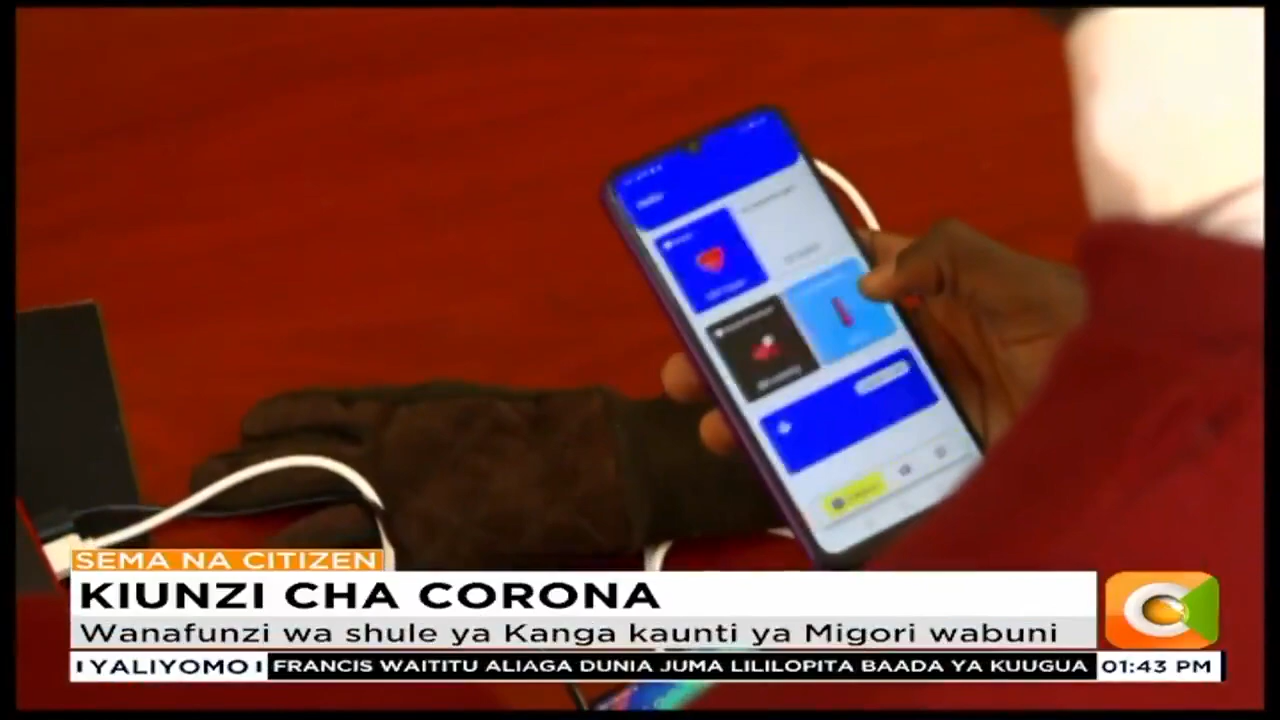 SEMA NA CITIZEN
KIUNZI CHA CORONA
Wanafunzi wa shule ya Kanga kaunti ya Migori wabuni
YALIYOMO FRANCIS WAITITU ALIAGA DUNIA JUMA LILILOPITA BAADA YA KUUGUA 01:43 PM